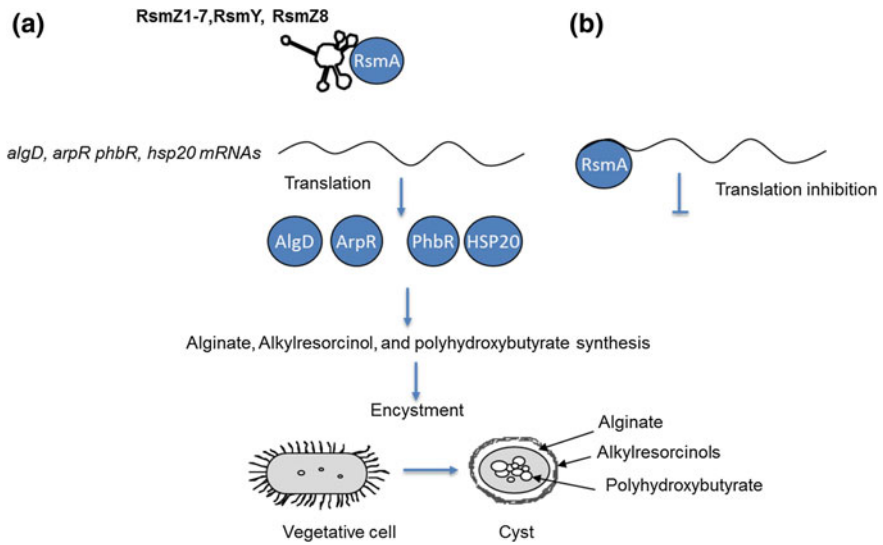 RsmZ1-7,RsmY, RsmZ8
(a)
RsmA
(b)
algD, arpR phbR, hsp20 mRNAs
RsmA
Translation
Translation inhibition
AlgD
ArpR
PhbR
HSP20
Alginate, Alkylresorcinol, and polyhydroxybutyrate synthesis
Encystment
Alginate
Alkylresorcinols
Polyhydroxybutyrate
Vegetative cell
Cyst